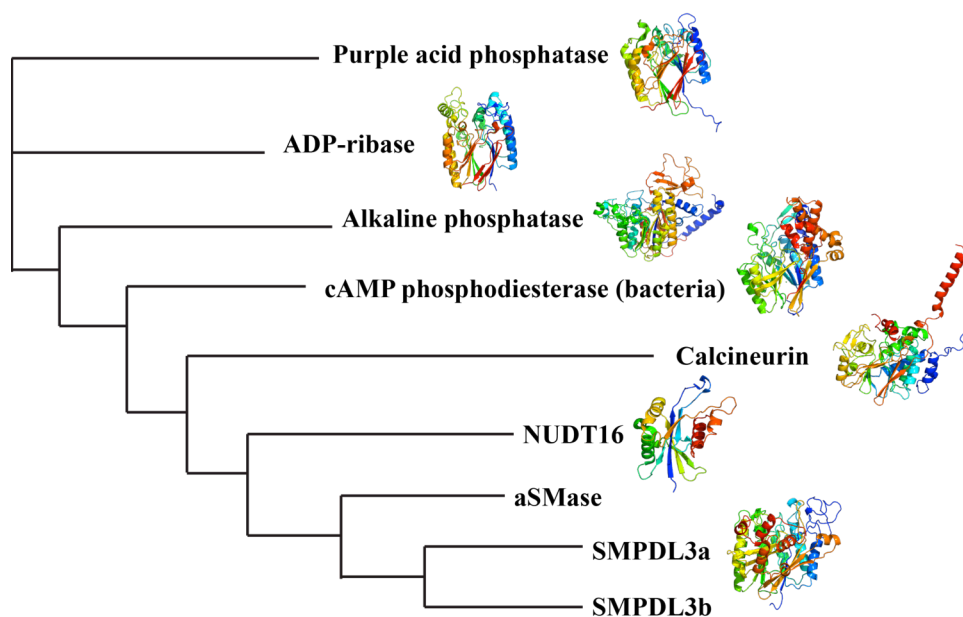 Purple acid phosphatase
ADP-ribase
Alkaline phosphatase
cAMP phosphodiesterase (bacteria)
Calcineurin
NUDT16
aSMase
SMPDL3a
SMPDL3b